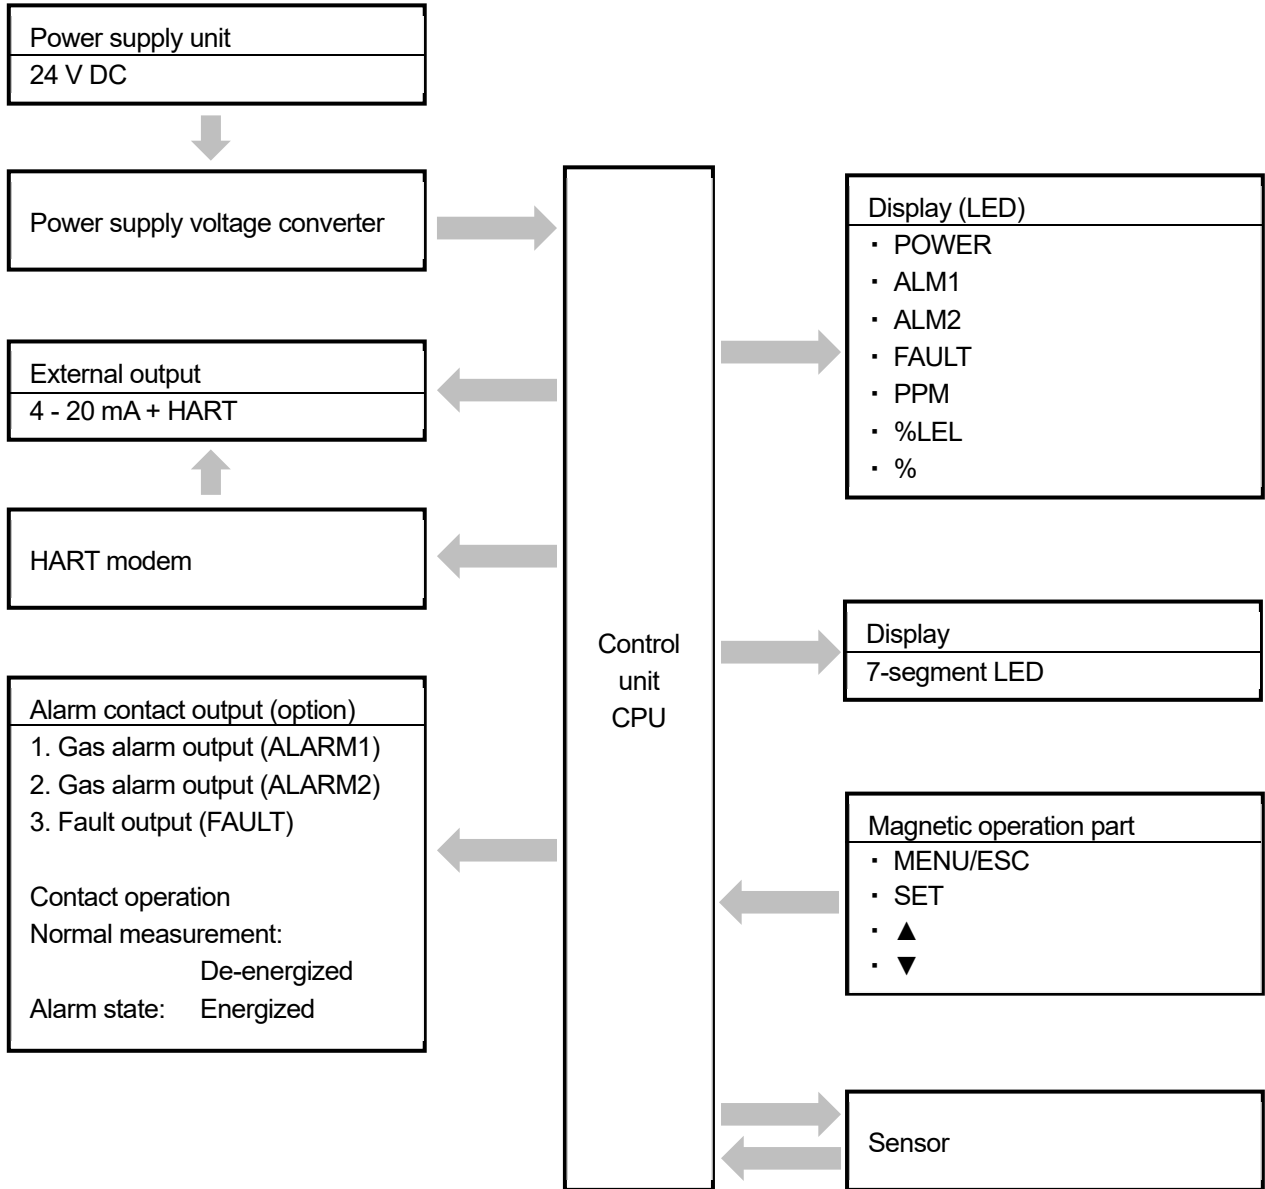 Power supply unit
24 V DC
Power supply voltage converter
External output
4 - 20 mA + HART
HART modem
Alarm contact output (option)
1. Gas alarm output (ALARM1)
2. Gas alarm output (ALARM2)
3. Fault output (FAULT)
Contact operation
Normal measurement:
De-energized
Alarm state: Energized
Control
unit
CPU
Display (LED)
・ POWER
・ ALM1
・ ALM2
・ FAULT
・ PPM
・ %LEL
・ %
Display
7-segment LED
Magnetic operation part
・ MENU/ESC
・ SET
・ ▲
・ ▼
Sensor